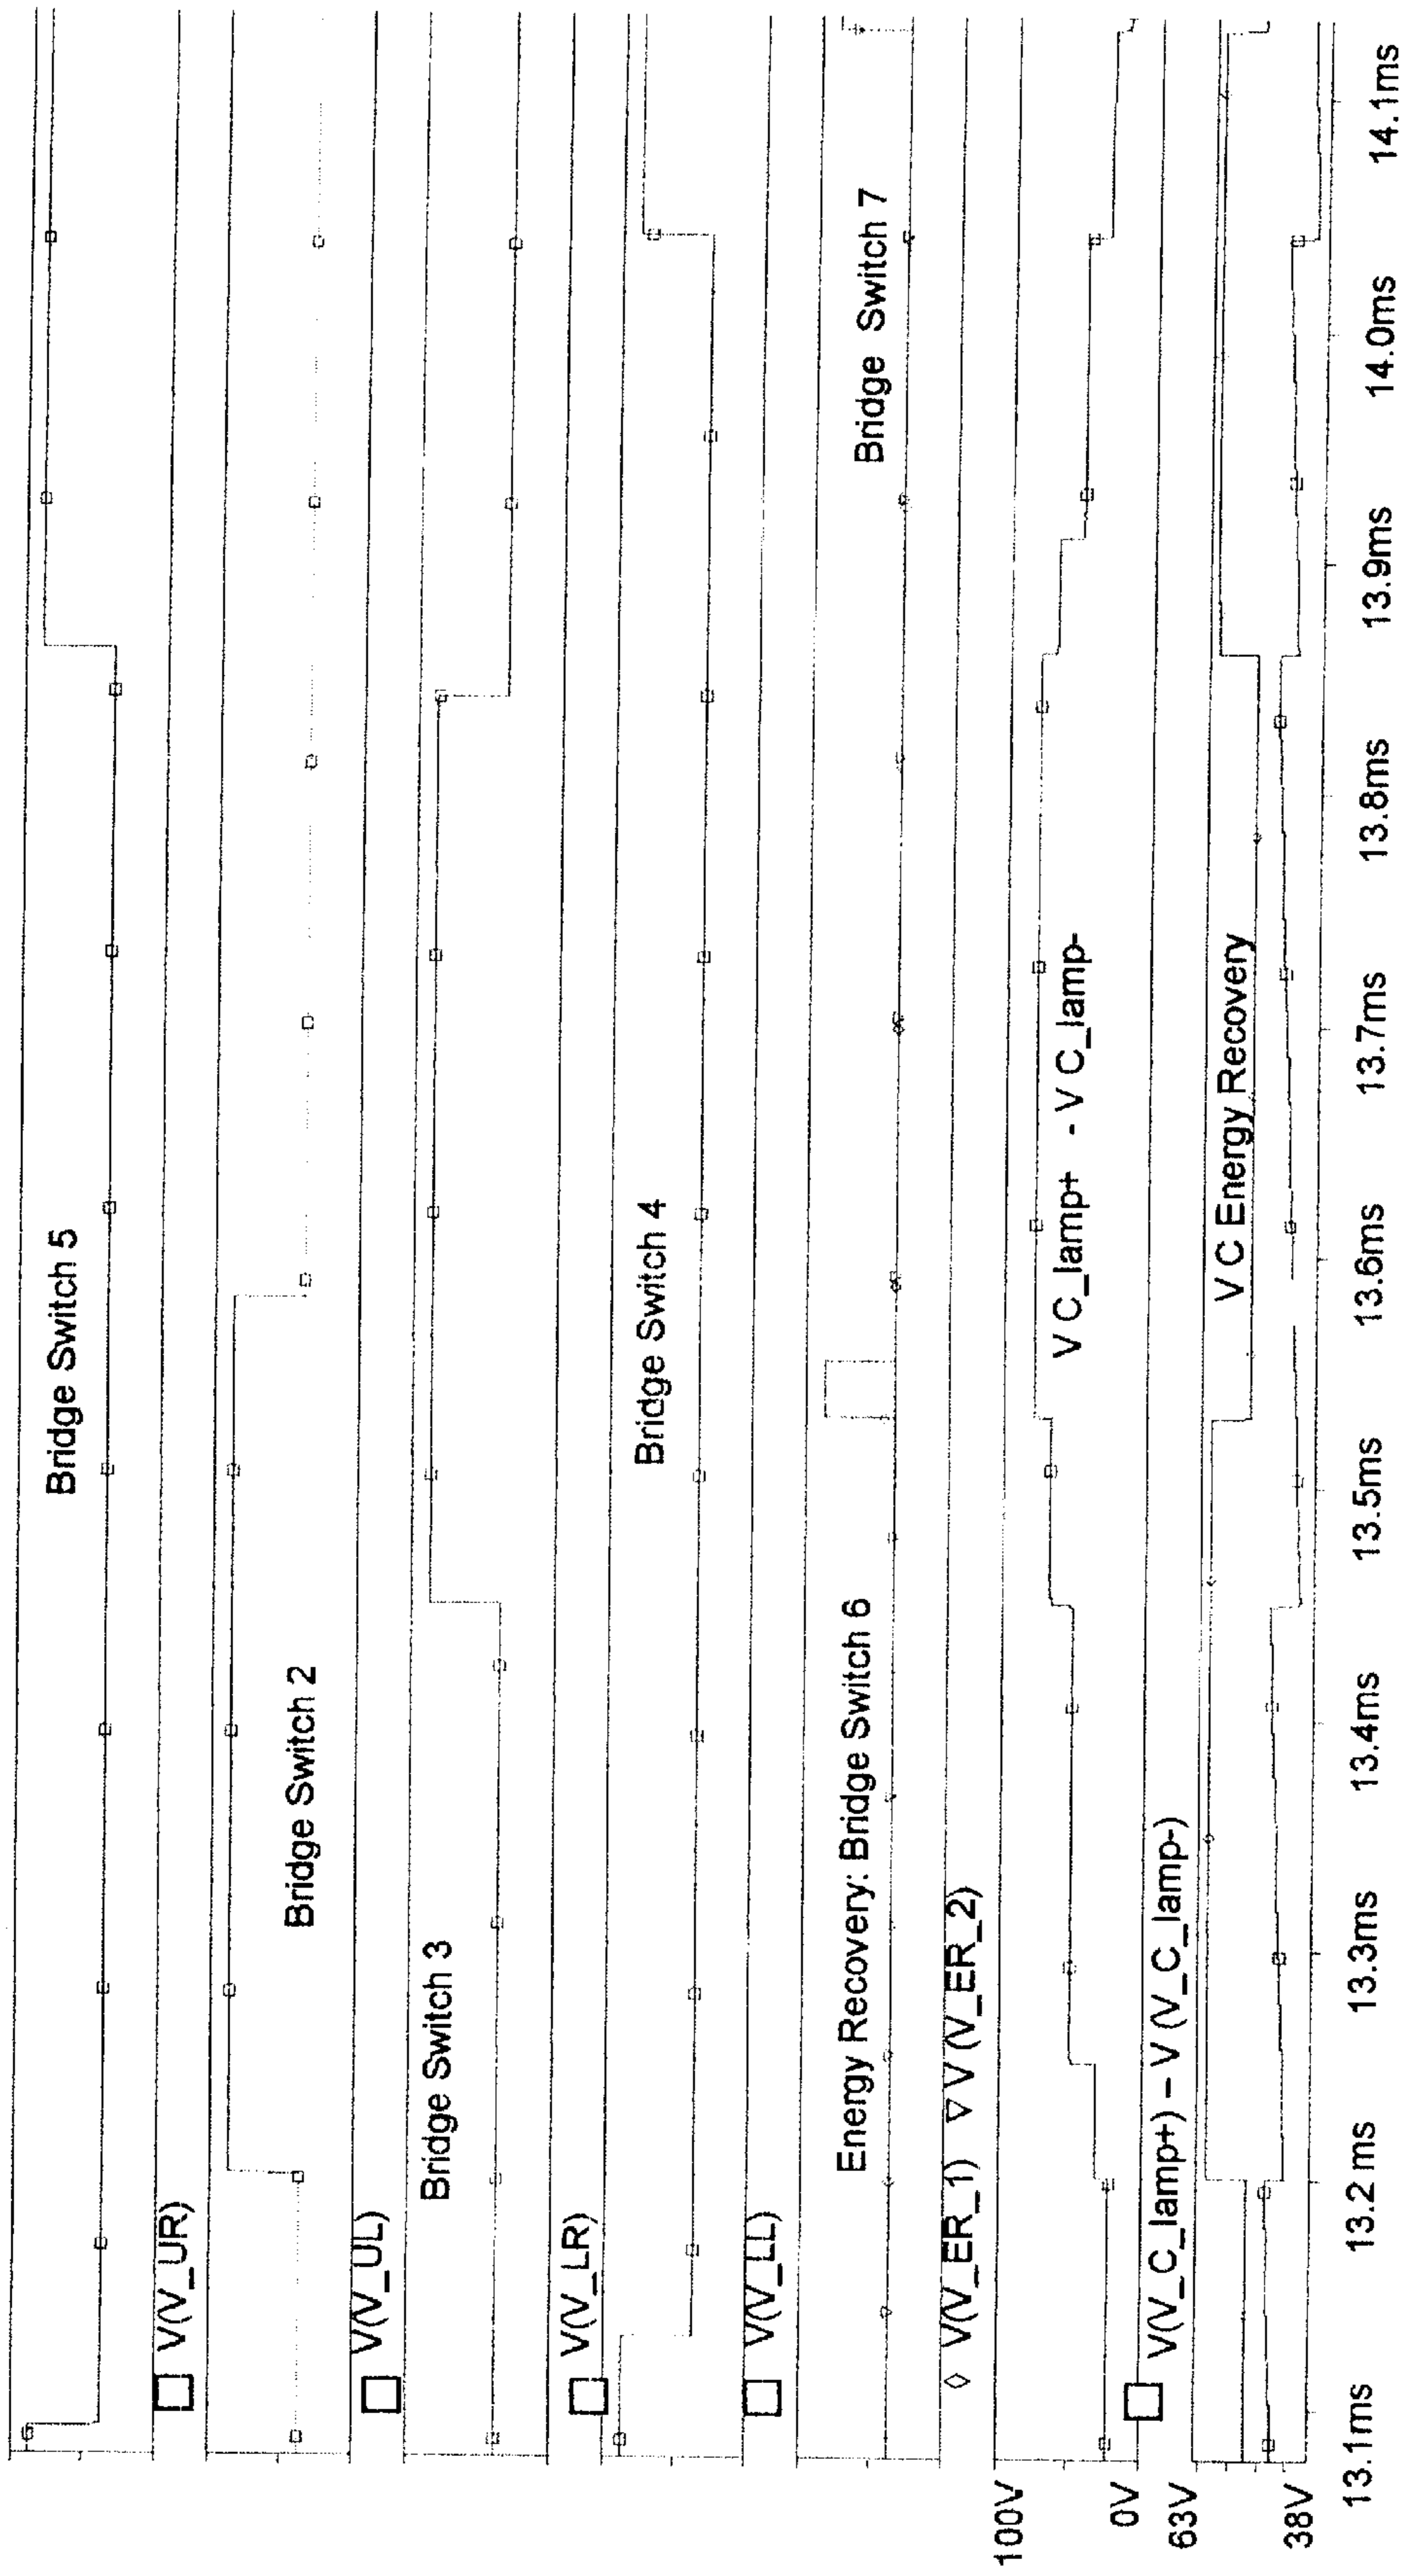 Bridge Switch 5
□ V(V_UR)
Bridge Switch 2
□ V(V_UL)
Bridge Switch 3
□ V(V_LR)
Bridge Switch 4
□ V(V_LL)
Energy Recovery: Bridge Switch 6
Bridge Switch 7
◇ V(V_ER_1) ▽ V (V_ER_2)
100V
V C_lamp+ - V C_lamp-
0V
□ V(V_C_lamp+) – V (V_C_lamp-)
63V
V C Energy Recovery
38V
13.1ms 13.2 ms 13.3ms 13.4ms 13.5ms 13.6ms 13.7ms 13.8ms 13.9ms 14.0ms 14.1ms